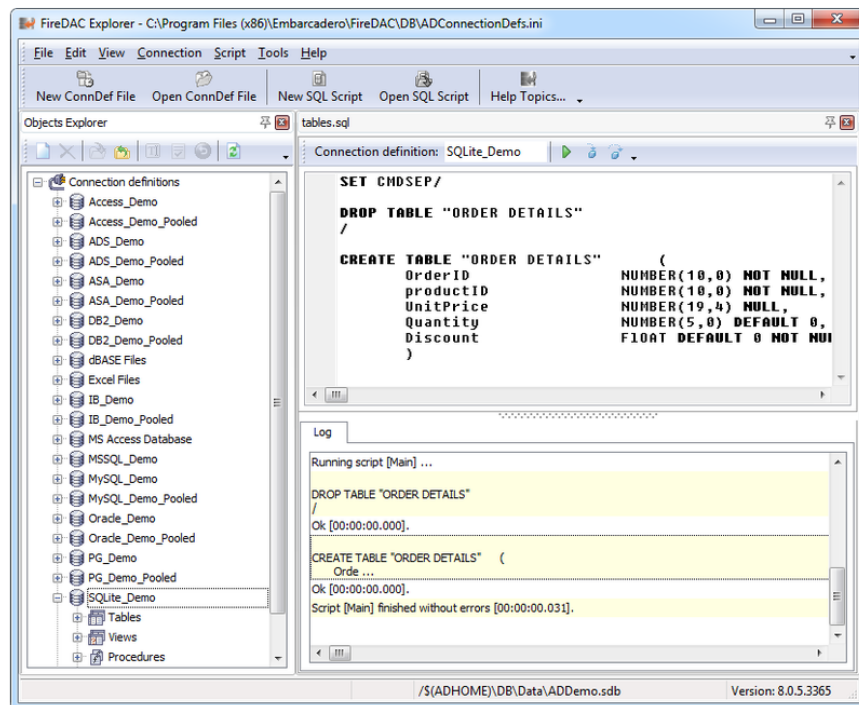 FireDAC Explorer - C:\Program Files (x86)\Embarcadero\FireDAC\DB\ADConnectionDefs.ini
File Edit View Connection Script Tools Help
New ConnDef File Open ConnDef File New SQL Script Open SQL Script Help Topics...
Objects Explorer
Connection definitions
Access_Demo
Access_Demo_Pooled
ADS_Demo
ADS_Demo_Pooled
ASA_Demo
ASA_Demo_Pooled
DB2_Demo
DB2_Demo_Pooled
dBASE Files
Excel Files
IB_Demo
IB_Demo_Pooled
MS Access Database
MSSQL_Demo
MySQL_Demo
MySQL_Demo_Pooled
Oracle_Demo
Oracle_Demo_Pooled
PG_Demo
PG_Demo_Pooled
SQLite_Demo
Tables
Views
Procedures
tables.sql
Connection definition: SQLite_Demo
SET CMDSEP/
DROP TABLE "ORDER DETAILS"
/
CREATE TABLE "ORDER DETAILS" (
OrderID NUMBER(10,0) NOT NULL,
productID NUMBER(10,0) NOT NULL,
UnitPrice NUMBER(19,4) NULL,
Quantity NUMBER(5,0) DEFAULT 0,
Discount FlOAT DEFAULT 0 NOT NUL
)
Log
Running script [Main] ...
DROP TABLE "ORDER DETAILS"
/
Ok [00:00:00.000].
CREATE TABLE "ORDER DETAILS" (
Orde ...
Ok [00:00:00.000].
Script [Main] finished without errors [00:00:00.031].
/$(ADHOME)\DB\Data\ADDemo.sdb Version: 8.0.5.3365